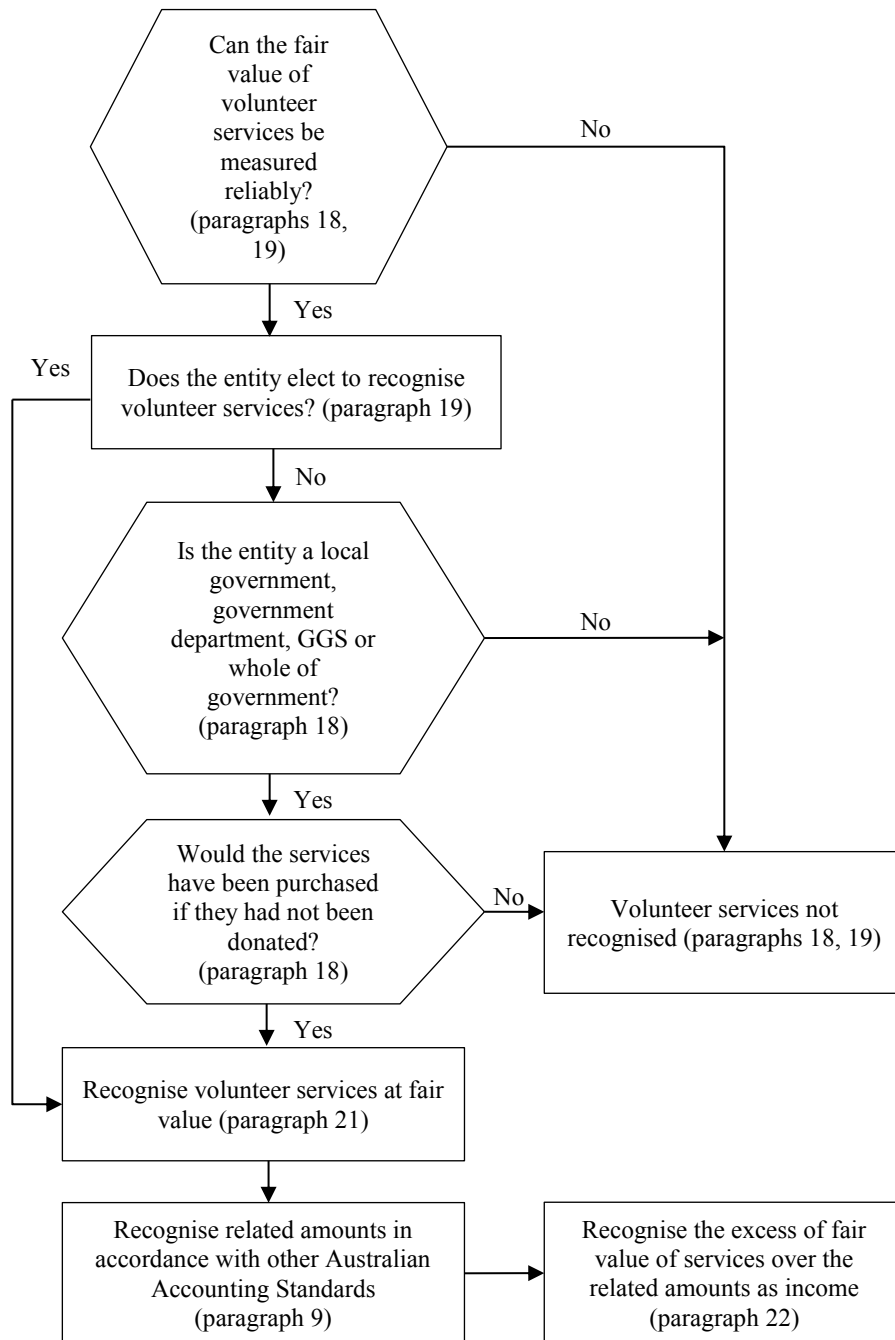 Can the fair
value of
volunteer
services be
measured
reliably?
(paragraphs 18,
19)
No
Yes
Yes
Does the entity elect to recognise
volunteer services? (paragraph 19)
No
Is the entity a local
government,
government
department, GGS or
whole of
government?
(paragraph 18)
No
Yes
Would the services
have been purchased
if they had not been
donated?
(paragraph 18)
No
Volunteer services not
recognised (paragraphs 18, 19)
Yes
Recognise volunteer services at fair
value (paragraph 21)
Recognise related amounts in
accordance with other Australian
Accounting Standards
(paragraph 9)
Recognise the excess of fair
value of services over the
related amounts as income
(paragraph 22)